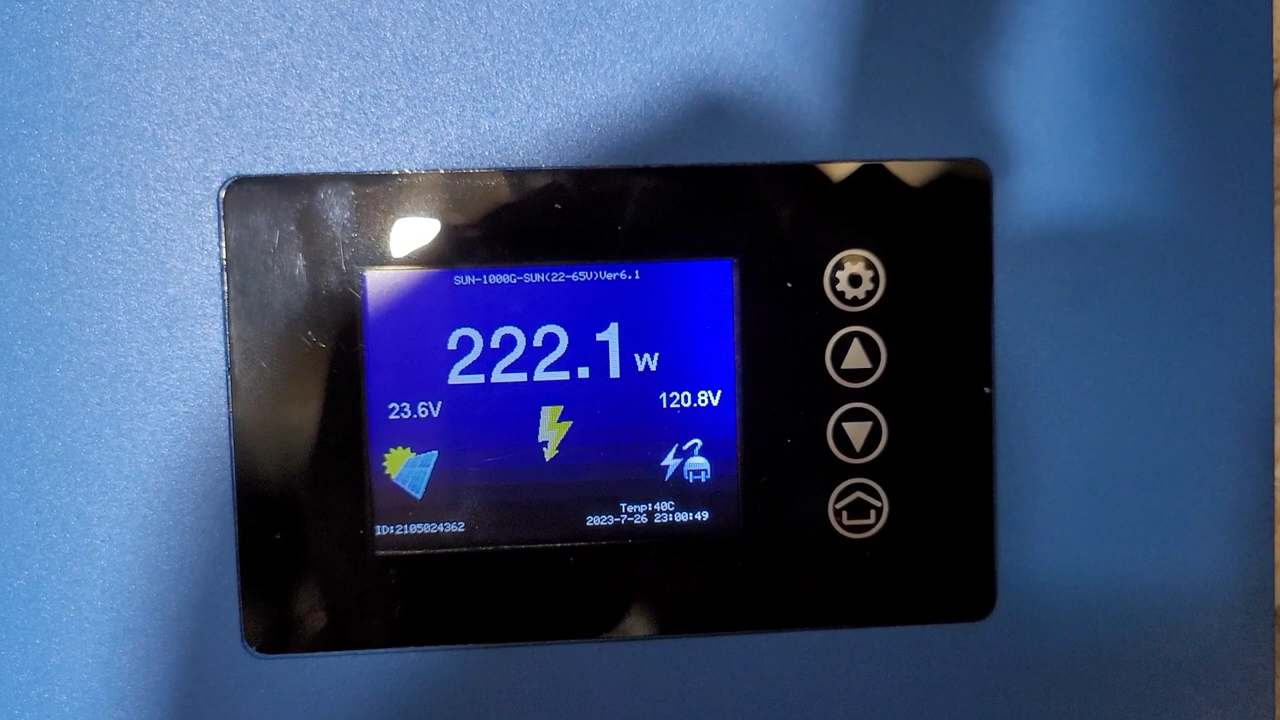 SUN-1000G-SUN(22-65V)Ver6.1
222.1W
23.6V
120.8V
Temp:40C
ID:2105024362
2023-7-26 23:00:49